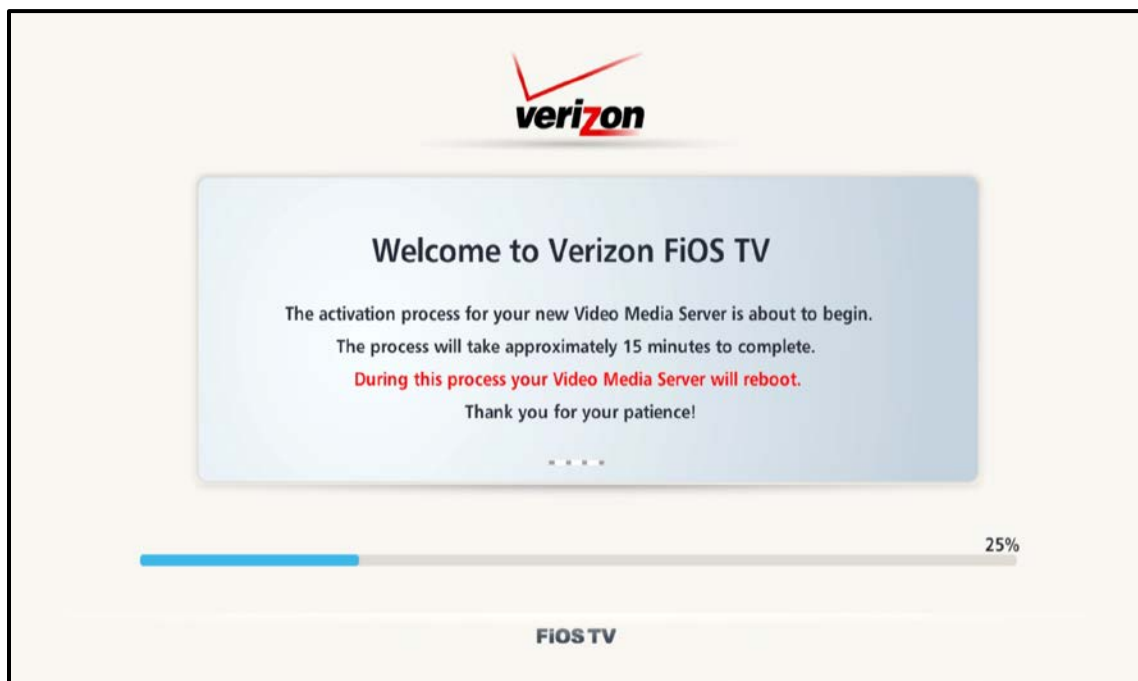 verizon
Welcome to Verizon FiOS TV
The activation process for your new Video Media Server is about to begin.
The process will take approximately 15 minutes to complete.
During this process your Video Media Server will reboot.
Thank you for your patience!
25%
FiOS TV